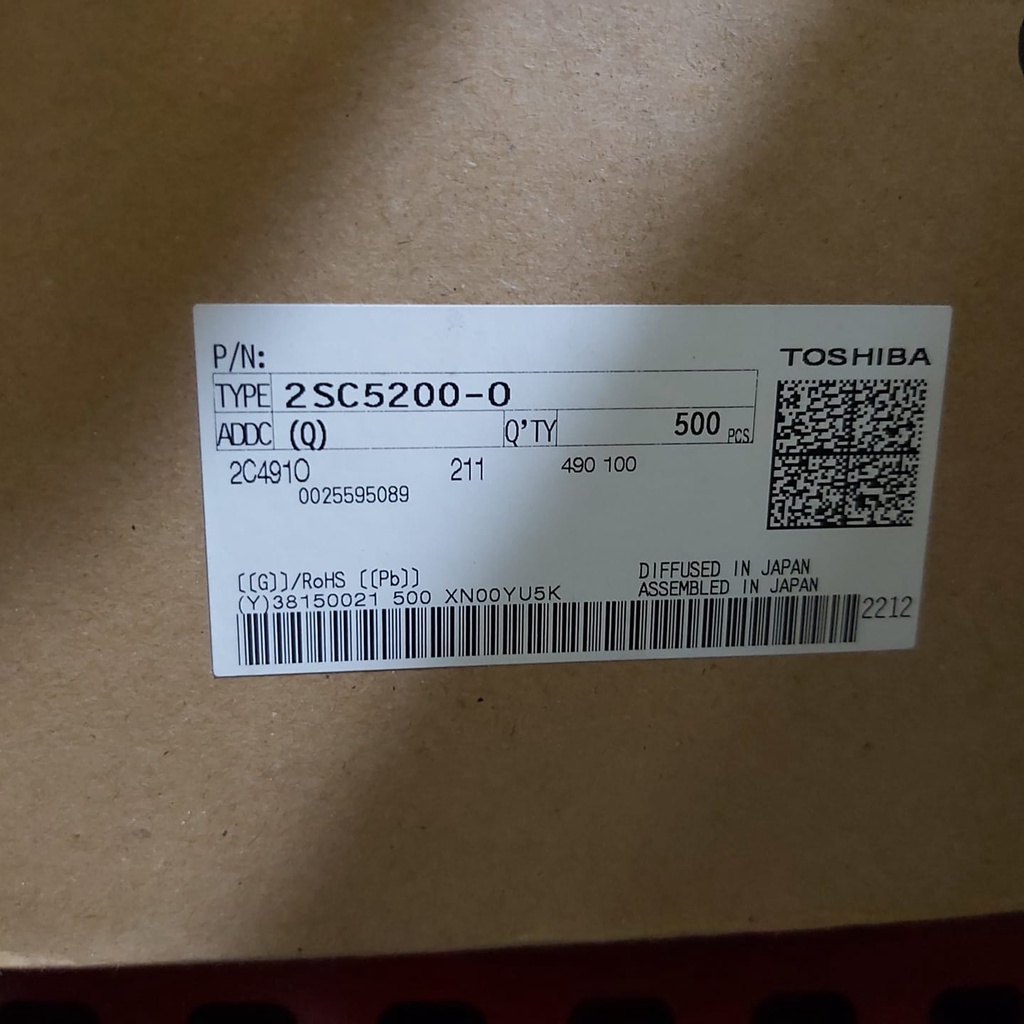 P/N:
TOSHIBA
TYPE 2SC5200-O
ADDC (Q) Q'TY 500 PCS.
2C491O 211 490 100
0025595089
[[G]]/RoHS [[Pb]]
DIFFUSED IN JAPAN
ASSEMBLED IN JAPAN
(Y)38150021 500 XN00YU5K
2212